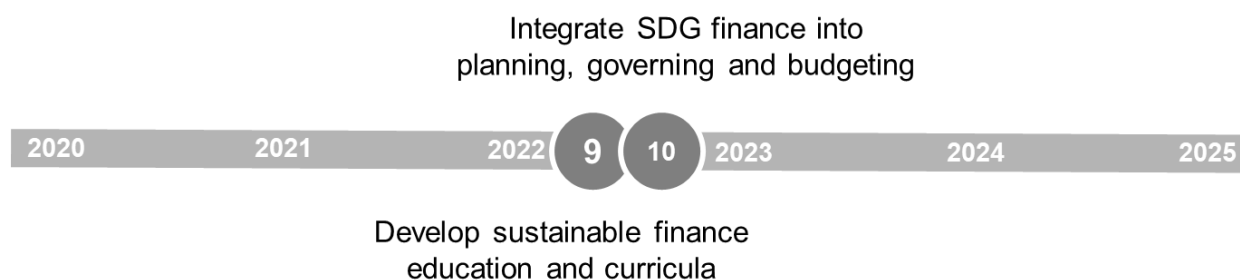 Integrate SDG finance into
planning, governing and budgeting
2020 2021 2022 9 10 2023 2024 2025
Develop sustainable finance
education and curricula